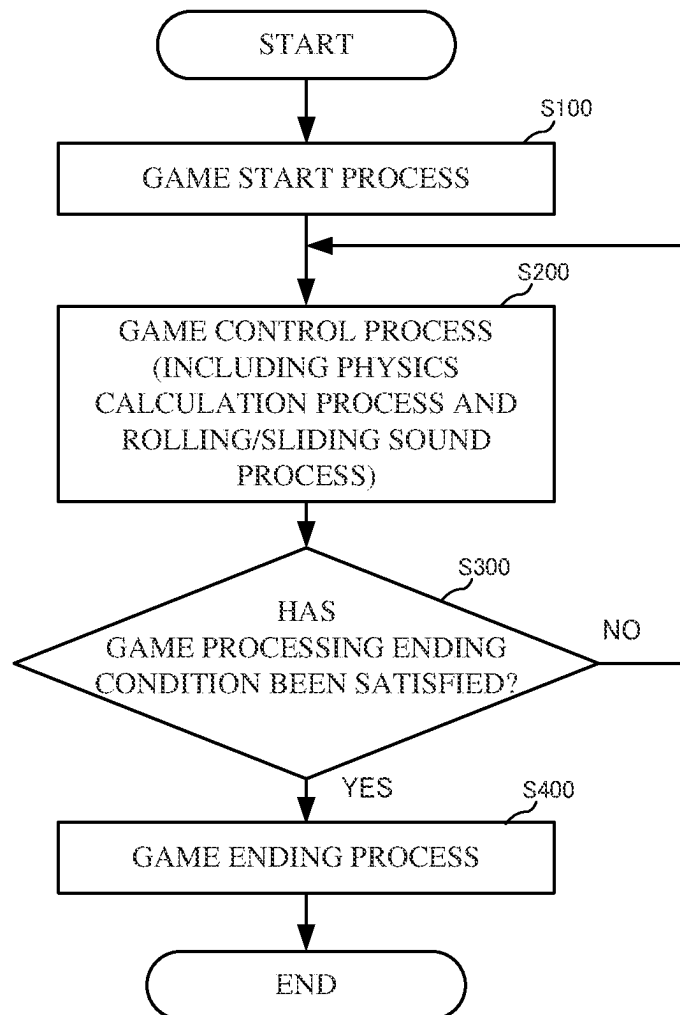 START
S100
GAME START PROCESS
S200
GAME CONTROL PROCESS
(INCLUDING PHYSICS
CALCULATION PROCESS AND
ROLLING/SLIDING SOUND
PROCESS)
S300
HAS
GAME PROCESSING ENDING
CONDITION BEEN SATISFIED?
NO
YES
S400
GAME ENDING PROCESS
END